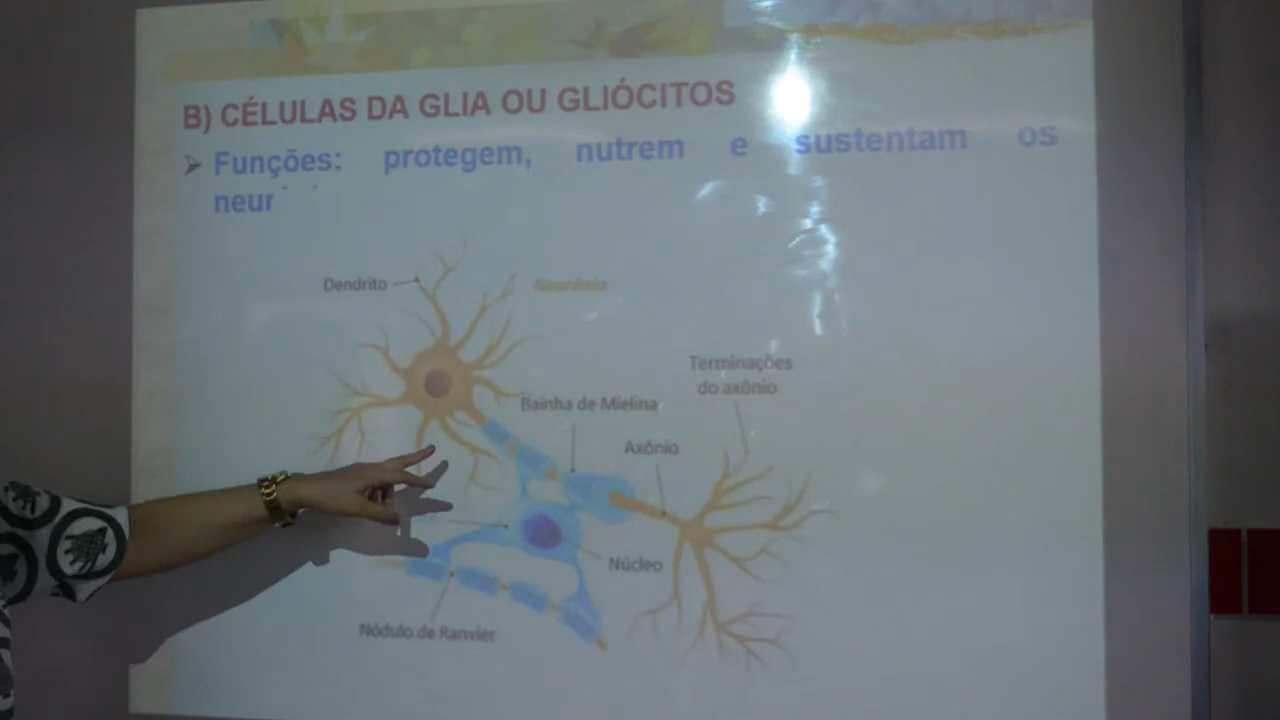 B) CÉLULAS DA GLIA OU GLIÓCITOS
Funções: protegem, nutrem e sustentam os
Dendrito
Neurônio
Terminações
do axônio
Bainha de Mielina
Axônio
Núcleo
Nódulo de Ranvier